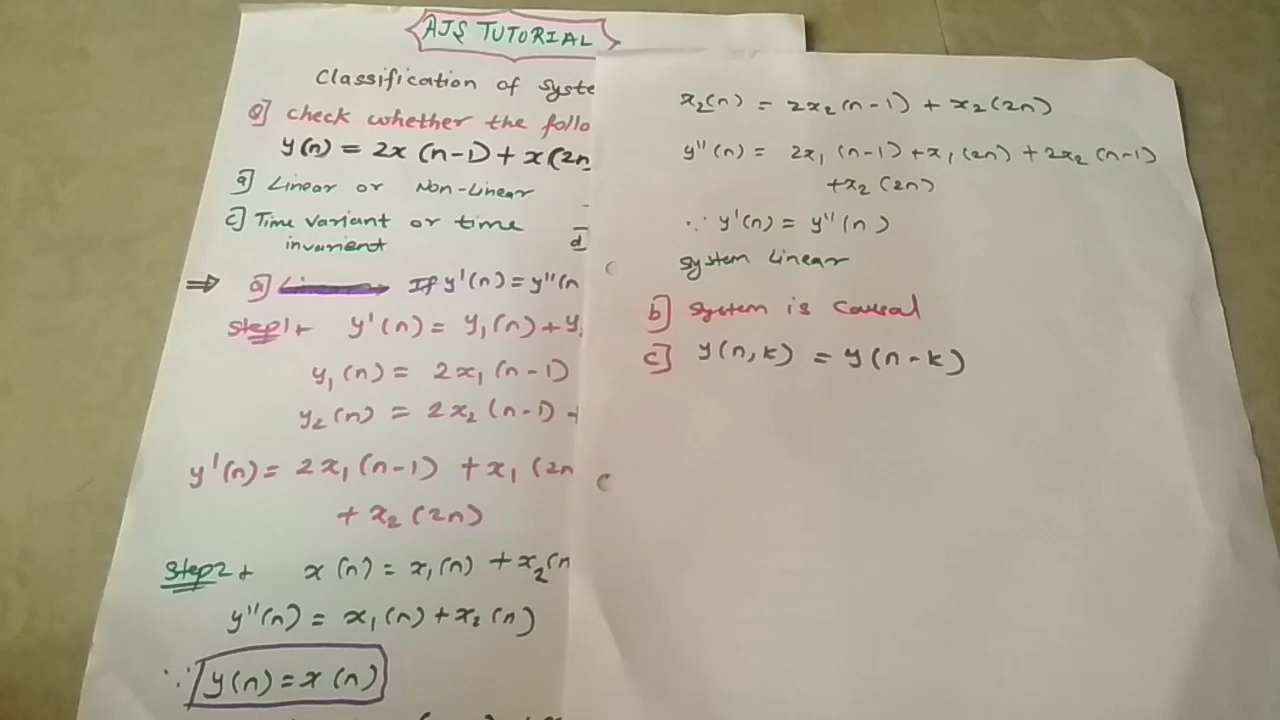 AJS TUTORIAL
Classification of Syste
Q] check whether the follo
y(n) = 2x (n-1) + x(2n
a] Linear or Non-Linear
c] Time variant or time
invarient
d
⇒ a] If y'(n) = y''(n
Step1+ y'(n) = y₁(n) + y
y₁(n) = 2x₁(n-1)
y₂(n) = 2x₂(n-1) +
y'(n) = 2x₁(n-1) + x₁(2n
+ x₂(2n)
Step2+ x(n) = x₁(n) + x₂(n
y''(n) = x₁(n) + x₂(n)
∵ y(n) = x(n)
x₂(n) = 2x₂(n-1) + x₂(2n)
y''(n) = 2x₁(n-1) + x₁(2n) + 2x₂(n-1)
+x₂(2n)
∵ y'(n) = y''(n)
System Linear
b] System is Causal
c] y(n,k) = y(n-k)